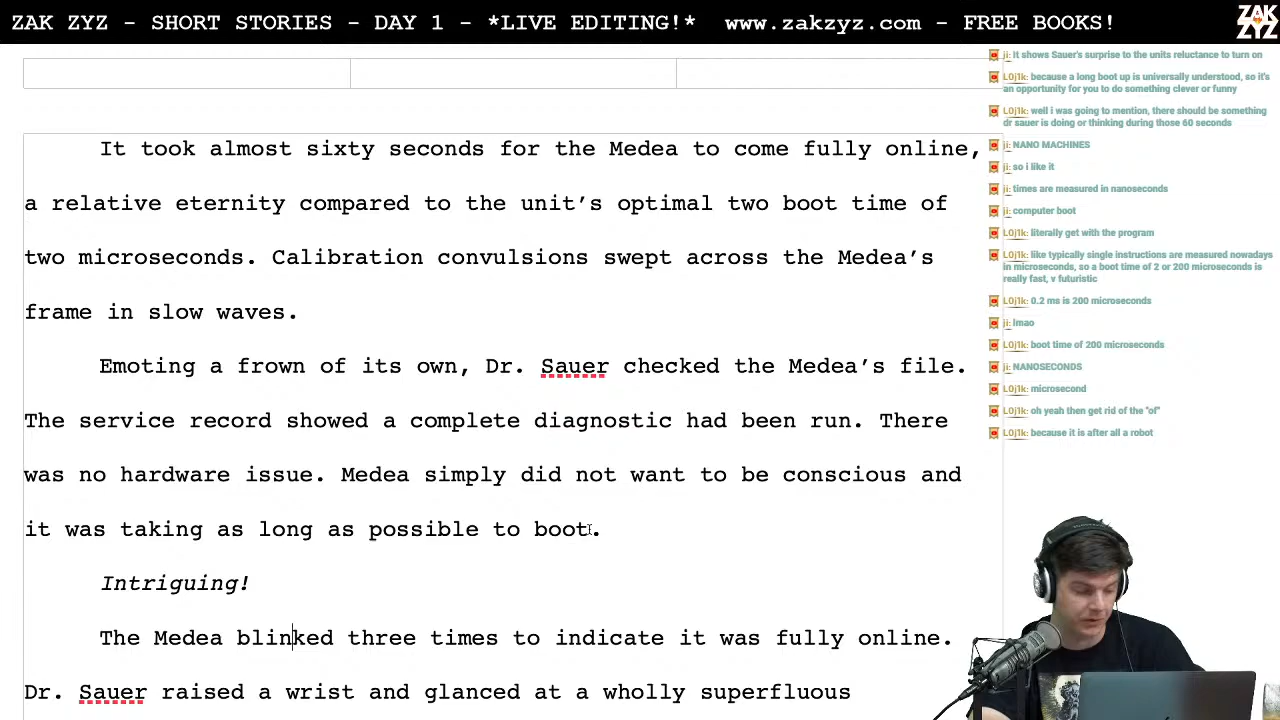 ZAK ZYZ - SHORT STORIES - DAY 1 - *LIVE EDITING!*  www.zakzyz.com - FREE BOOKS!
ZAK
ZYZ
It took almost sixty seconds for the Medea to come fully online,
a relative eternity compared to the unit's optimal two boot time of
two microseconds. Calibration convulsions swept across the Medea's
frame in slow waves.
Emoting a frown of its own, Dr. Sauer checked the Medea's file.
The service record showed a complete diagnostic had been run. There
was no hardware issue. Medea simply did not want to be conscious and
it was taking as long as possible to boot.
Intriguing!
The Medea blinked three times to indicate it was fully online.
Dr. Sauer raised a wrist and glanced at a wholly superfluous
ji: it shows Sauer's surprise to the units reluctance to turn on
L0j1k: because a long boot up is universally understood, so it's
an opportunity for you to do something clever or funny
L0j1k: well i was going to mention, there should be something
dr sauer is doing or thinking during those 60 seconds
ji: NANO MACHINES
ji: so i like it
ji: times are measured in nanoseconds
ji: computer boot
L0j1k: literally get with the program
L0j1k: like typically single instructions are measured nowadays
in microseconds, so a boot time of 2 or 200 microseconds is
really fast, v futuristic
L0j1k: 0.2 ms is 200 microseconds
ji: lmao
L0j1k: boot time of 200 microseconds
ji: NANOSECONDS
L0j1k: microsecond
L0j1k: oh yeah then get rid of the "of"
L0j1k: because it is after all a robot